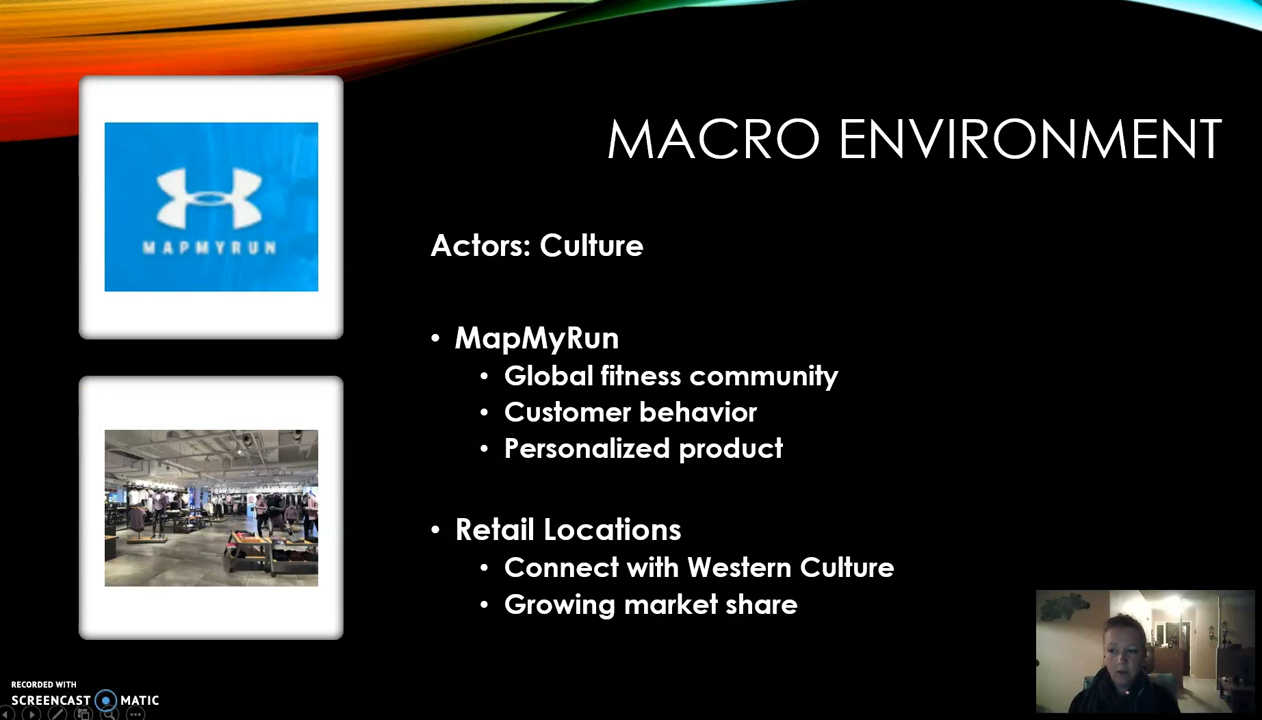 MACRO ENVIRONMENT
MAPMYRUN
Actors: Culture
• MapMyRun
• Global fitness community
• Customer behavior
• Personalized product
• Retail Locations
• Connect with Western Culture
• Growing market share
RECORDED WITH
SCREENCAST MATIC